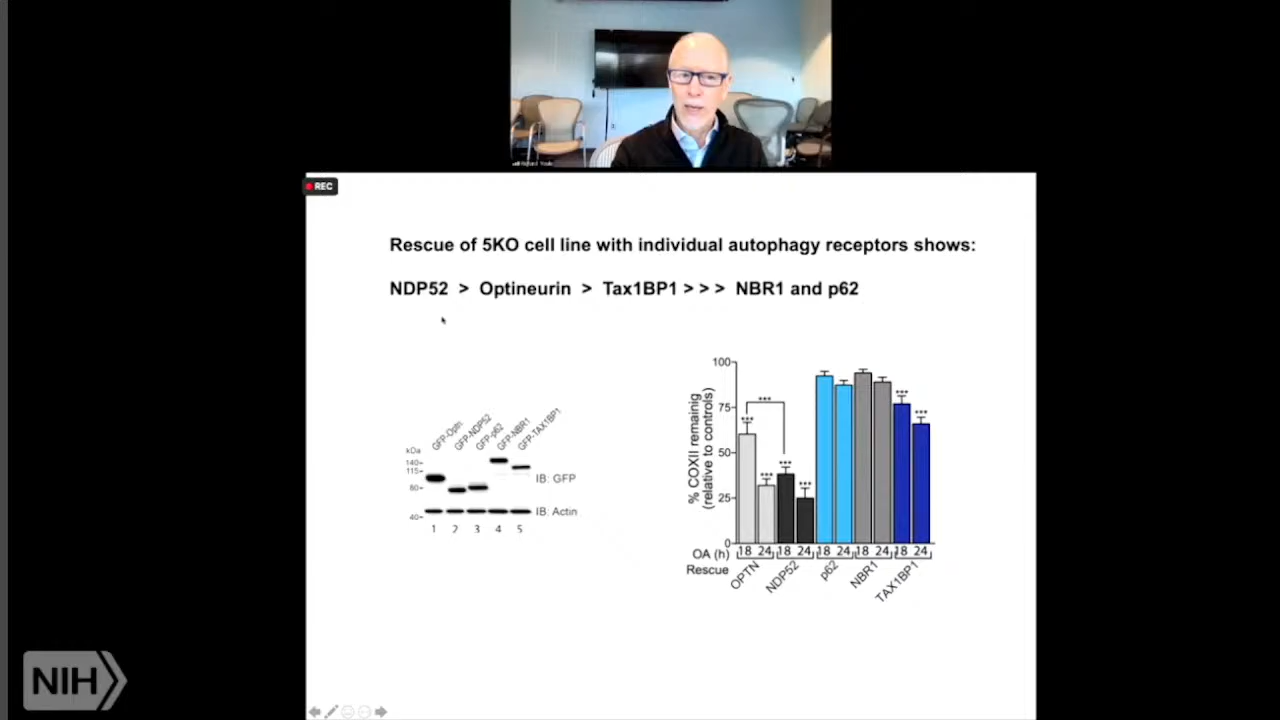 REC
Rescue of 5KO cell line with individual autophagy receptors shows:
NDP52 > Optineurin > Tax1BP1 > > > NBR1 and p62
GFP-Optn
GFP-NDP52
GFP-p62
GFP-NBR1
GFP-TAX1BP1
kDa
140
115
80
40
IB: GFP
IB: Actin
1 2 3 4 5
% COXII remaining
(relative to controls)
100
75
50
25
0
***
***
***
***
***
***
***
OA (h) 18 24 18 24 18 24 18 24 18 24
Rescue
OPTN
NDP52
p62
NBR1
TAX1BP1
NIH